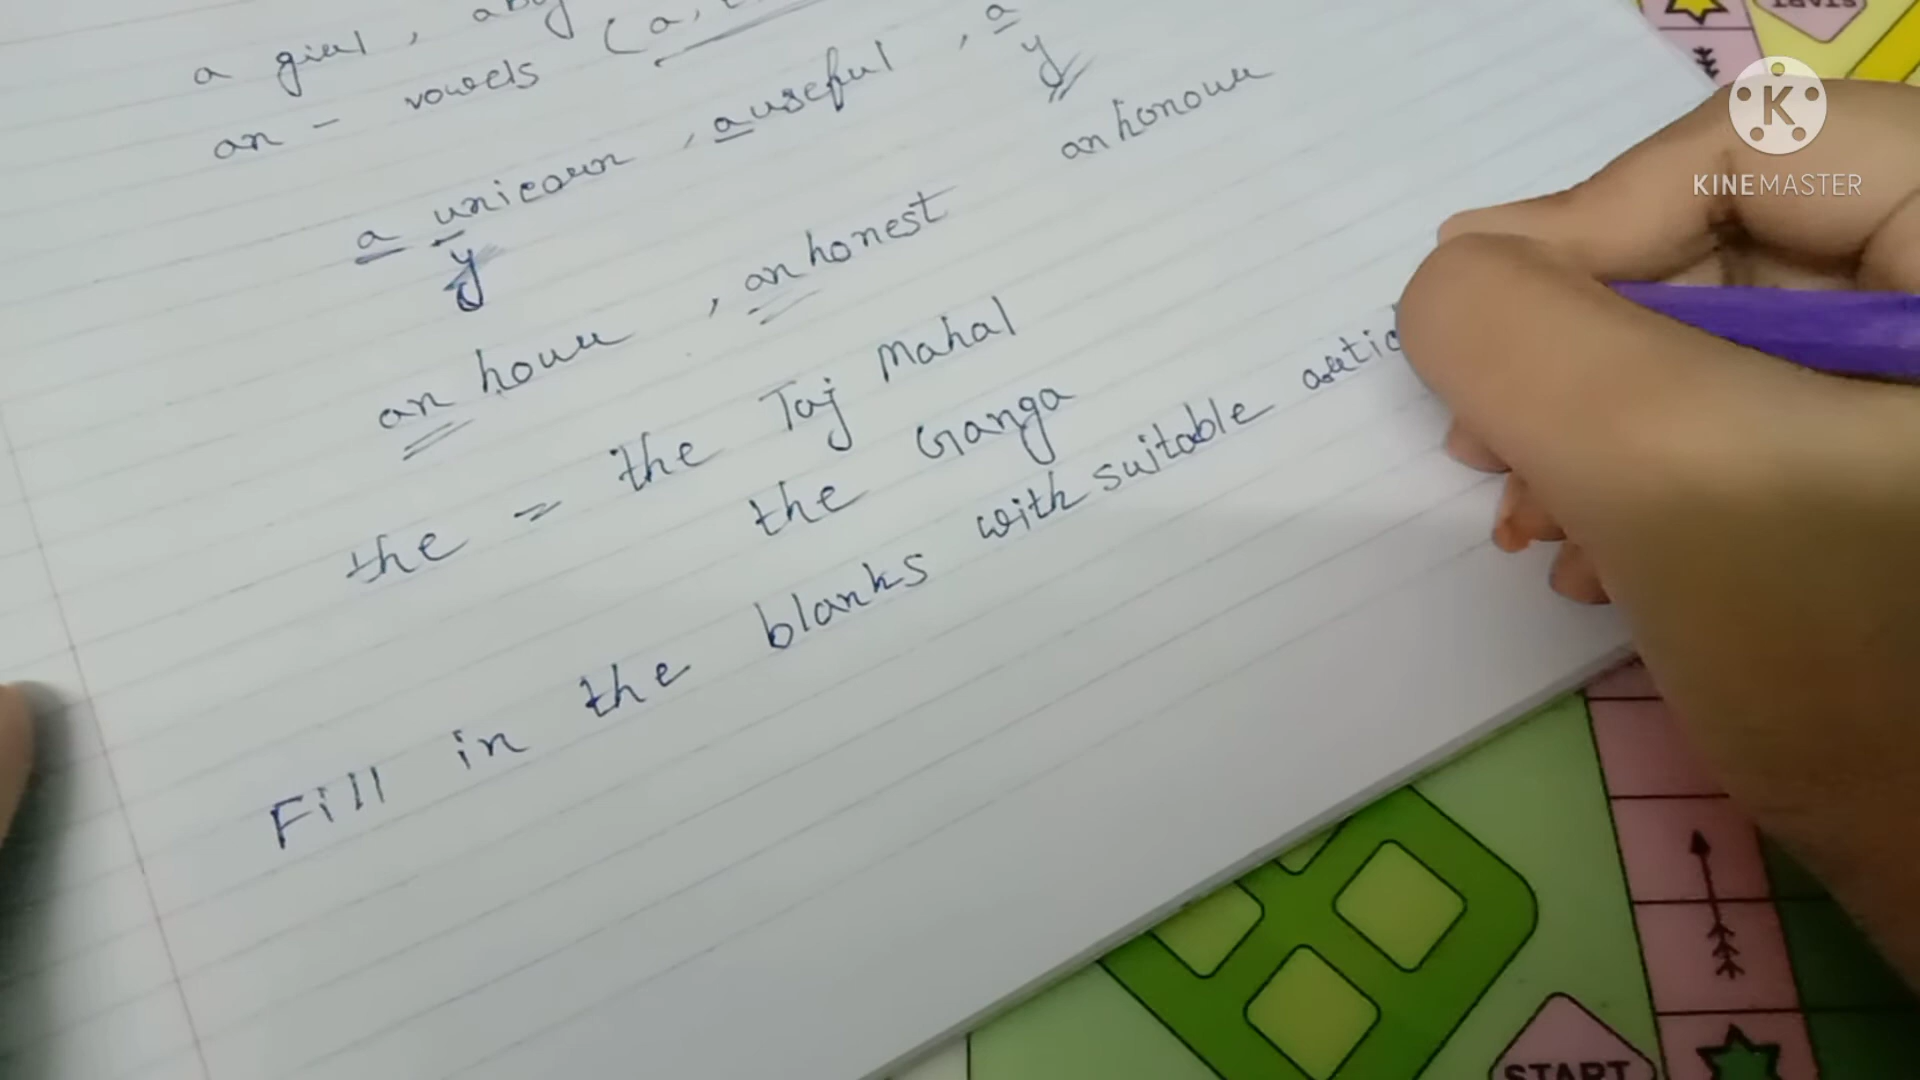 a girl ,
an - vowels (a,
a unicorn , a useful , a
y y
an hour , an honest an honour
the = the Taj Mahal
the Ganga
Fill in the blanks with suitable artic
KINEMASTER
START